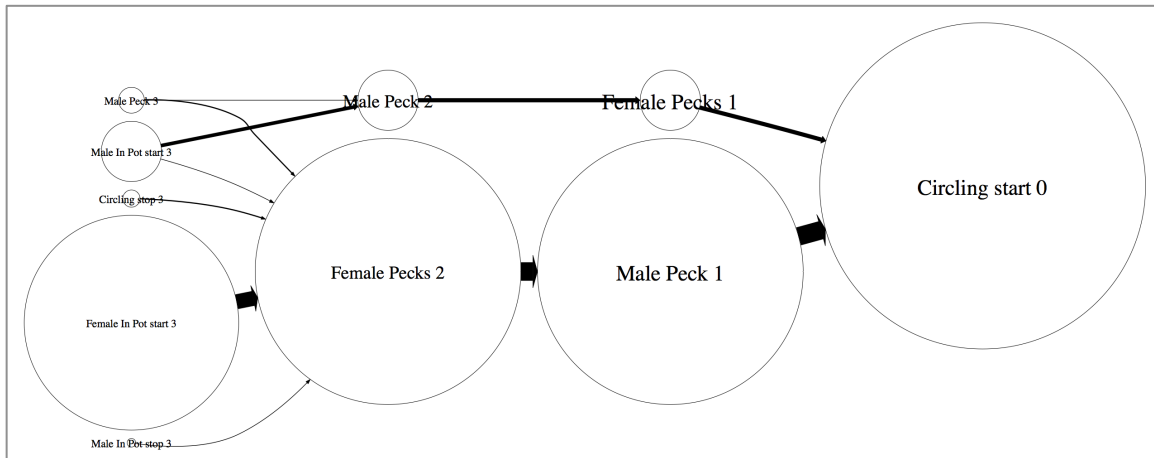 Male Peck 3
Male In Pot start 3
Circling stop 3
Female In Pot start 3
Male In Pot stop 3
Male Peck 2
Female Pecks 2
Female Pecks 1
Male Peck 1
Circling start 0